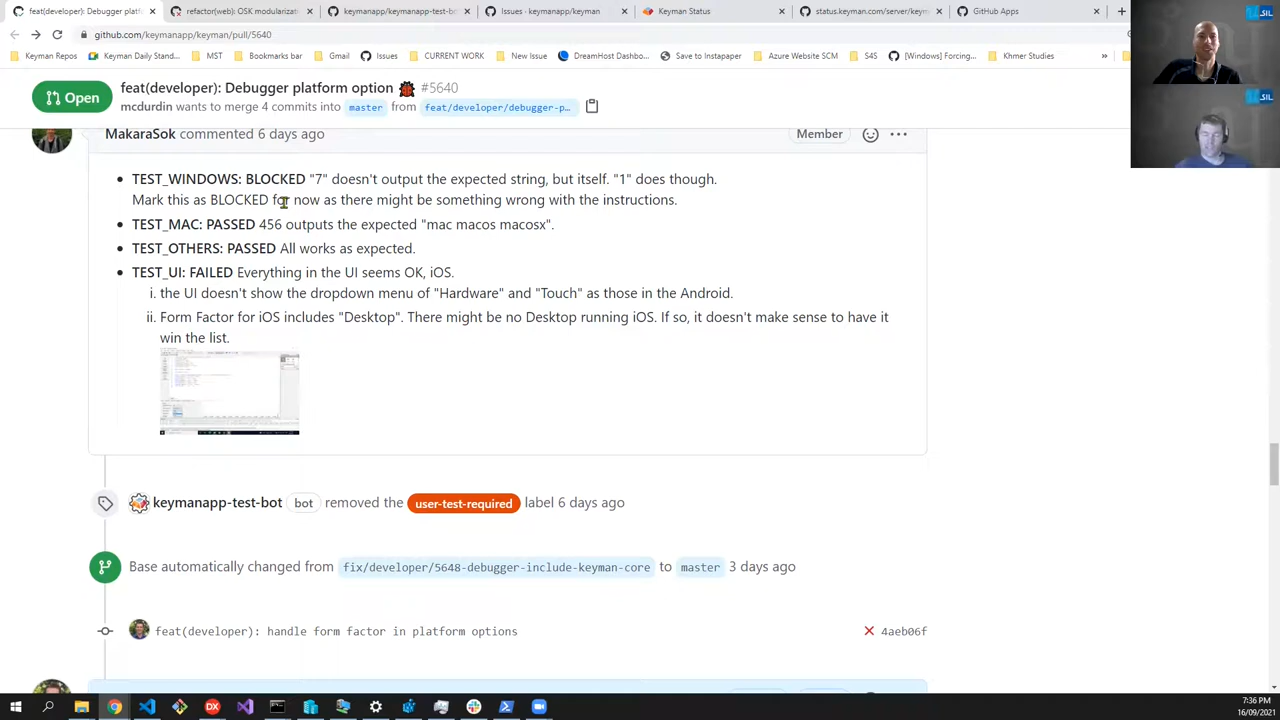 feat(developer): Debugger platf
refactor(web): OSK modularizati
keymanapp/keymanapp-test-bot
Issues · keymanapp/keyman
Keyman Status
status.keyman.com/server/keym
GitHub Apps
github.com/keymanapp/keyman/pull/5640
Keyman Repos
Keyman Daily Stand...
MST
Bookmarks bar
Gmail
Issues
CURRENT WORK
New Issue
DreamHost Dashbo...
Azure Website SCM
Save to Instapaper
S4S
[Windows] Forcing...
Khmer Studies
»
SIL
SIL
Open
feat(developer): Debugger platform option 🐞 #5640
mcdurdin wants to merge 4 commits into master from feat/developer/debugger-p…
MakaraSok commented 6 days ago
Member
TEST_WINDOWS: BLOCKED "7" doesn't output the expected string, but itself. "1" does though.
Mark this as BLOCKED for now as there might be something wrong with the instructions.
TEST_MAC: PASSED 456 outputs the expected "mac macos macosx".
TEST_OTHERS: PASSED All works as expected.
TEST_UI: FAILED Everything in the UI seems OK, iOS.
i. the UI doesn't show the dropdown menu of "Hardware" and "Touch" as those in the Android.
ii. Form Factor for iOS includes "Desktop". There might be no Desktop running iOS. If so, it doesn't make sense to have it
win the list.
keymanapp-test-bot bot removed the user-test-required label 6 days ago
Base automatically changed from fix/developer/5648-debugger-include-keyman-core to master 3 days ago
feat(developer): handle form factor in platform options
4aeb06f
7:36 PM
16/09/2021